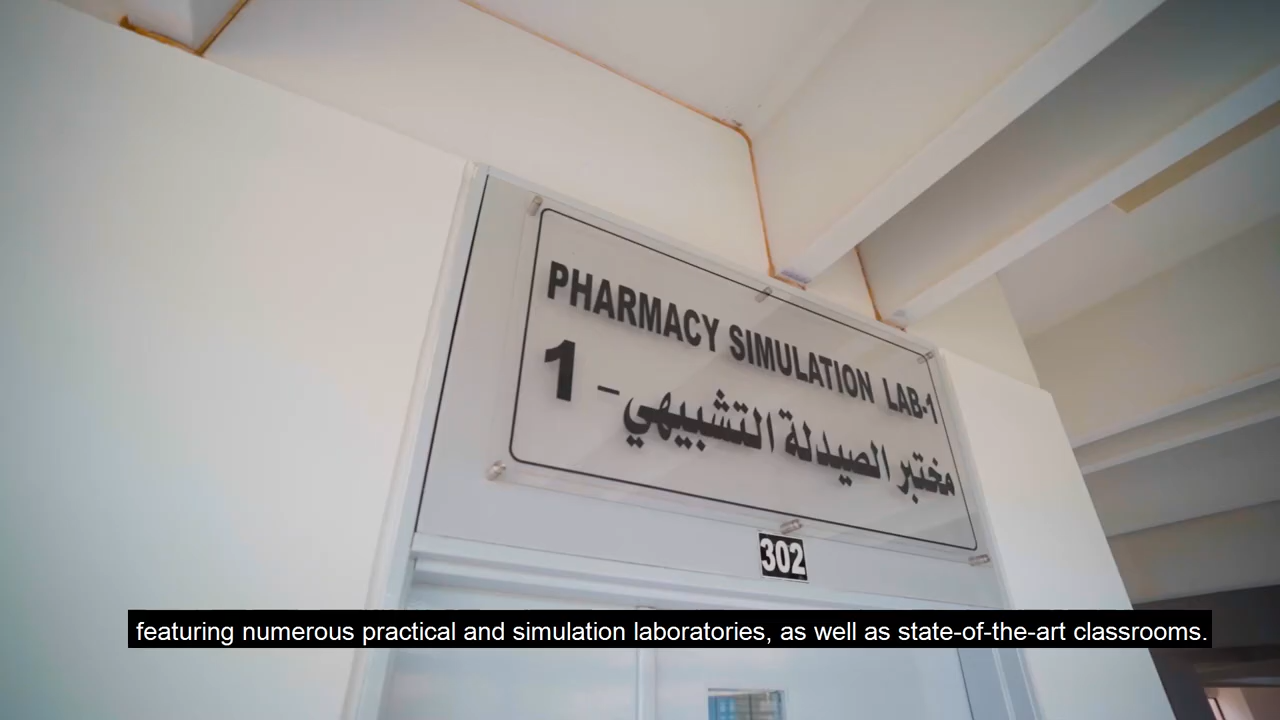 PHARMACY SIMULATION LAB-1
مختبر الصيدلة التشبيهي - 1
302
featuring numerous practical and simulation laboratories, as well as state-of-the-art classrooms.